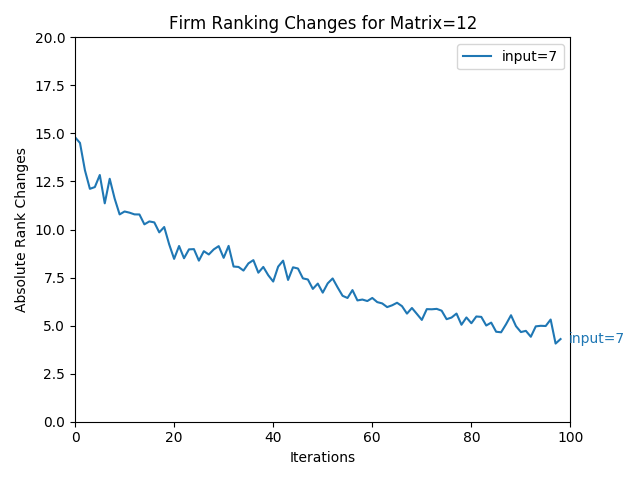 Firm Ranking Changes for Matrix=12
20.0
17.5
15.0
12.5
10.0
7.5
5.0
2.5
0.0
Absolute Rank Changes
input=7
input=7
0 20 40 60 80 100
Iterations